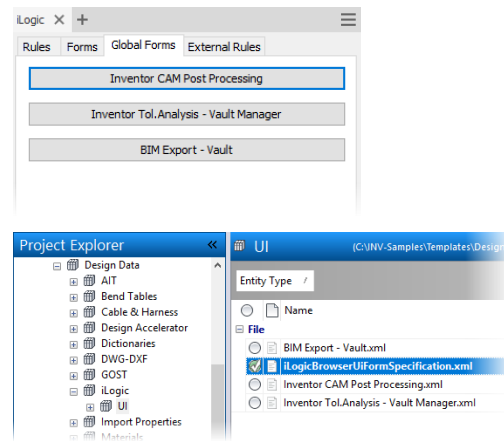 iLogic
Rules Forms Global Forms External Rules
Inventor CAM Post Processing
Inventor Tol.Analysis - Vault Manager
BIM Export - Vault
Project Explorer
Design Data
AIT
Bend Tables
Cable & Harness
Design Accelerator
Dictionaries
DWG-DXF
GOST
iLogic
UI
Import Properties
Materials
UI (C:\INV-Samples\Templates\Design
Entity Type
Name
File
BIM Export - Vault.xml
iLogicBrowserUiFormSpecification.xml
Inventor CAM Post Processing.xml
Inventor Tol.Analysis - Vault Manager.xml